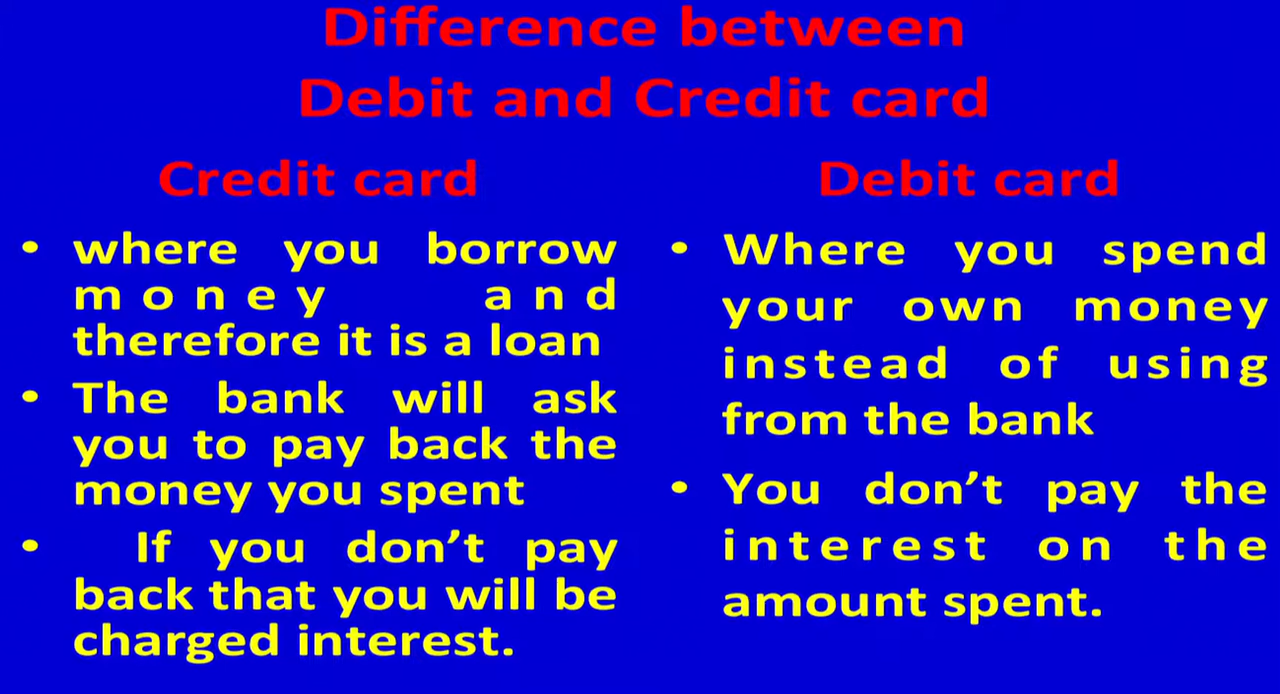 Difference between
Debit and Credit card
Credit card
• where you borrow
money and
therefore it is a loan
• The bank will ask
you to pay back the
money you spent
• If you don’t pay
back that you will be
charged interest.
Debit card
• Where you spend
your own money
instead of using
from the bank
• You don’t pay the
interest on the
amount spent.